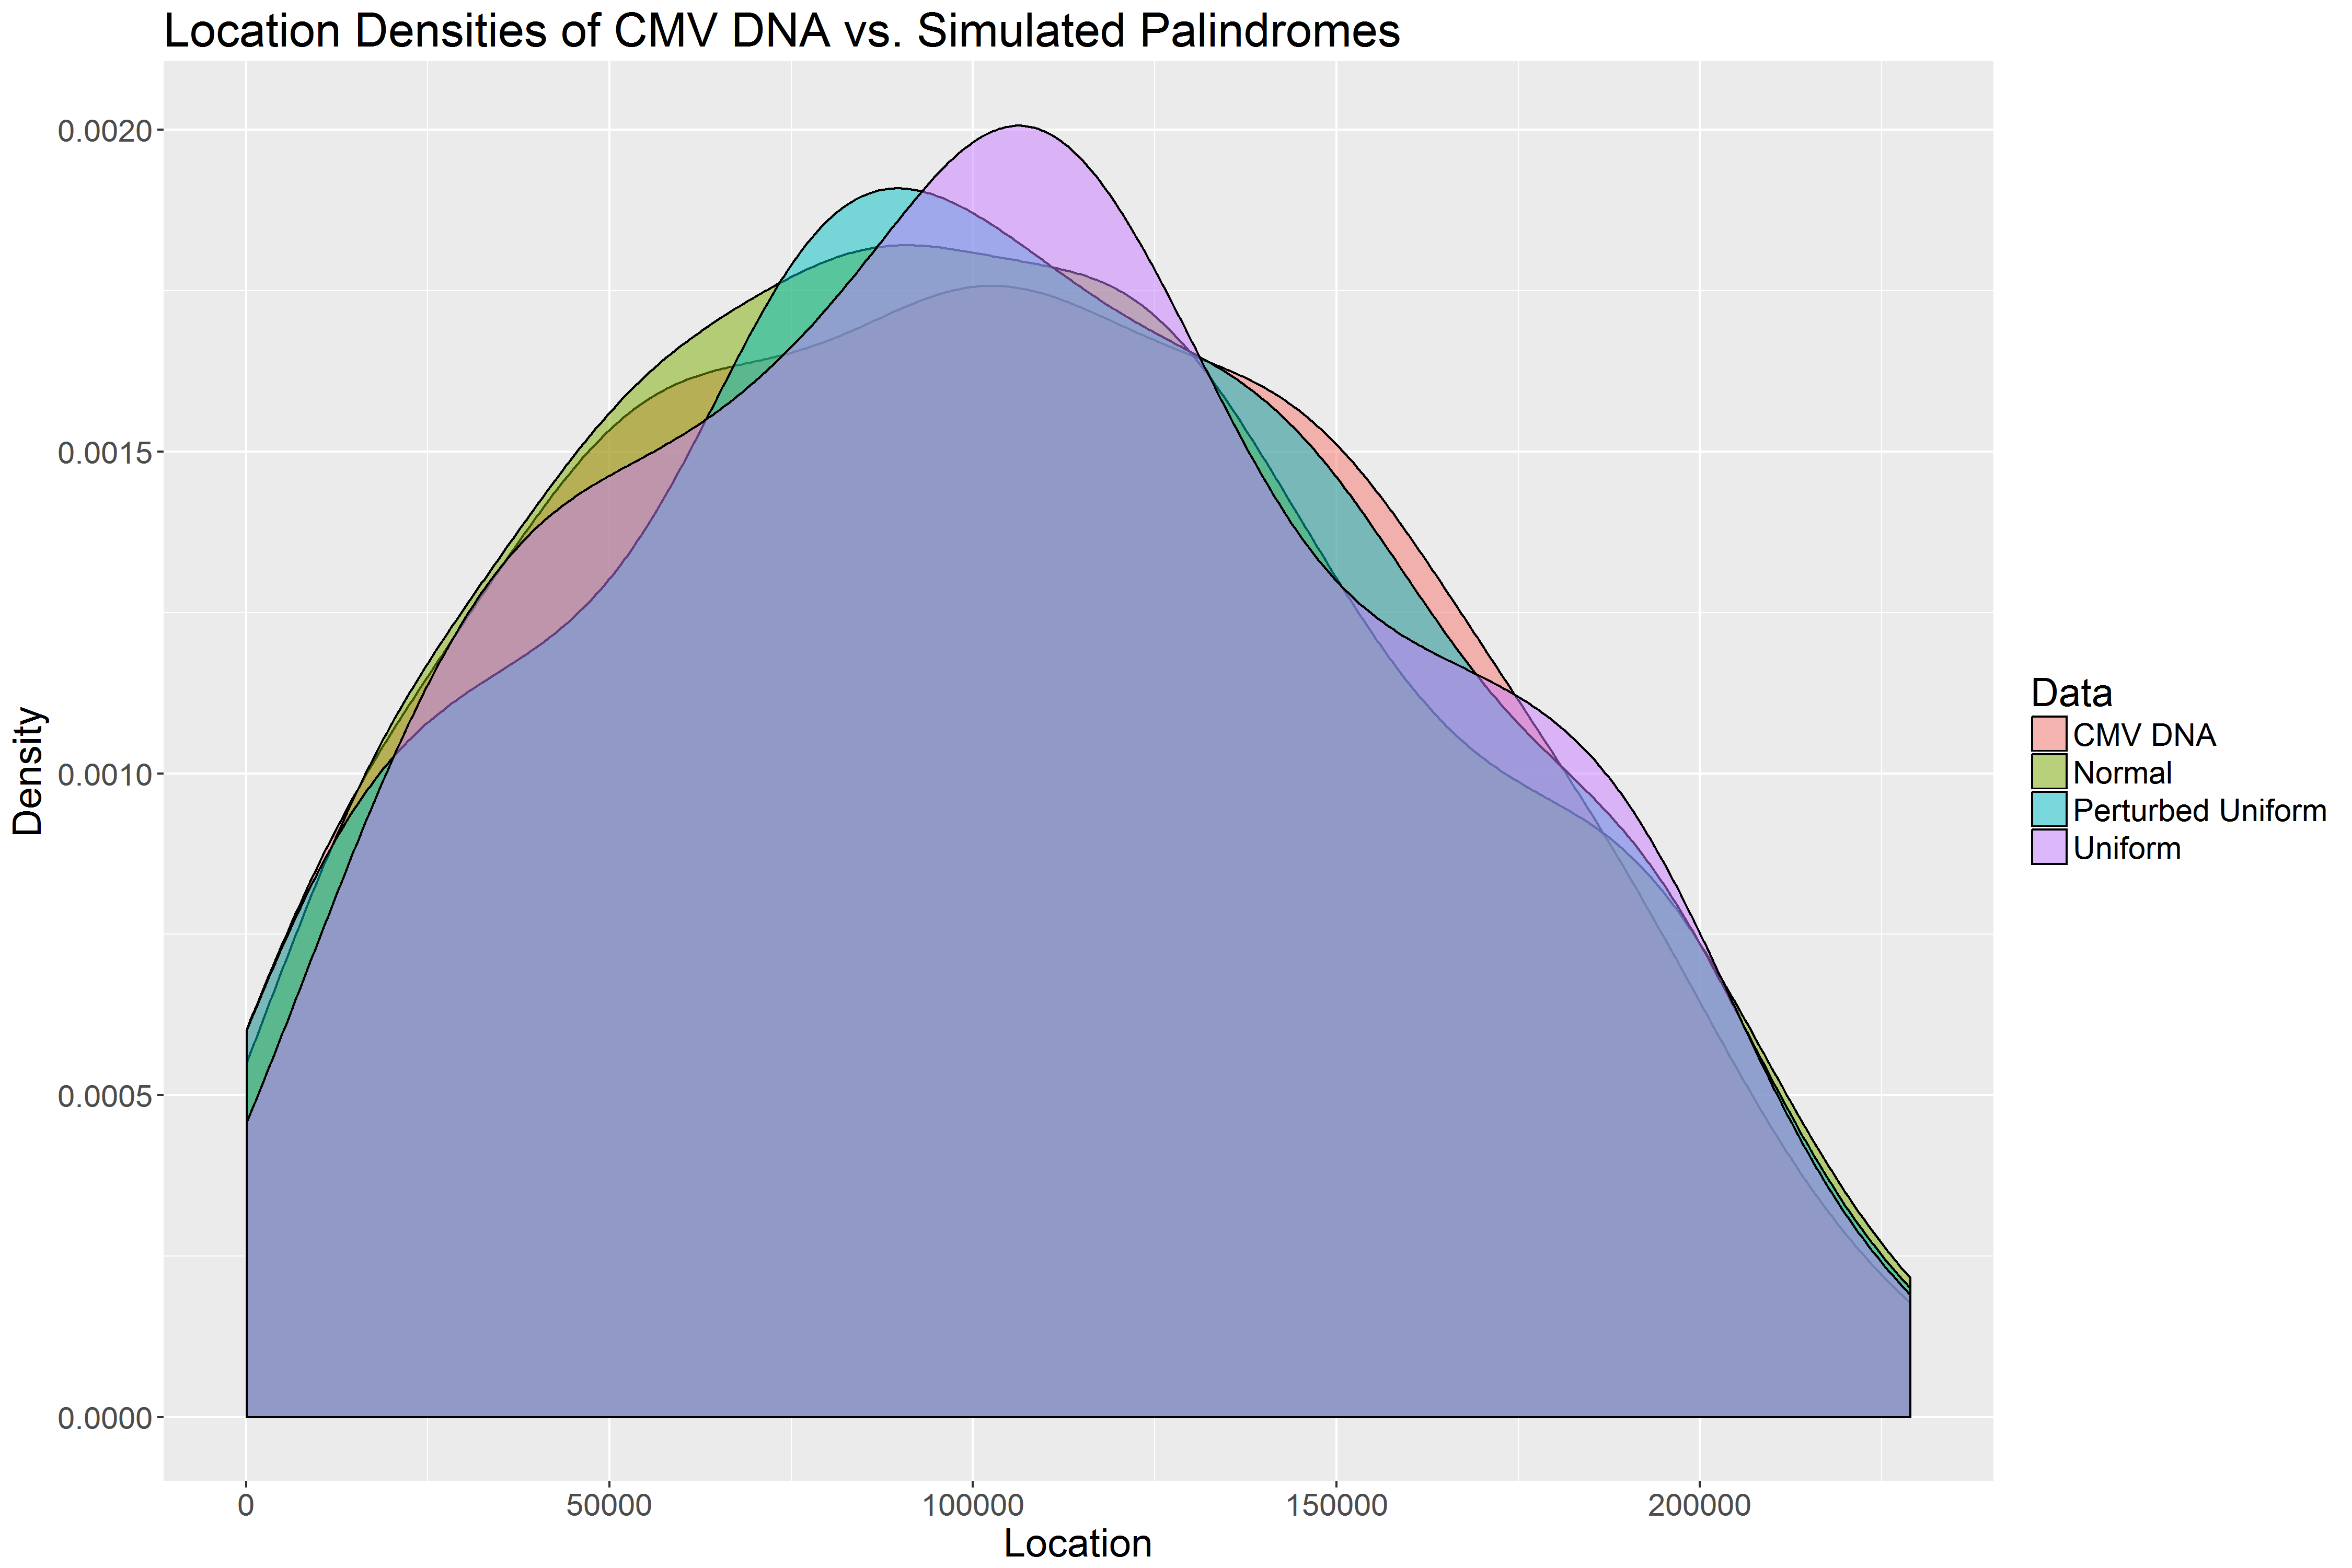 Location Densities of CMV DNA vs. Simulated Palindromes
0.0020
0.0015
0.0010
0.0005
0.0000
Density
0 50000 100000 150000 200000
Location
Data
CMV DNA
Normal
Perturbed Uniform
Uniform